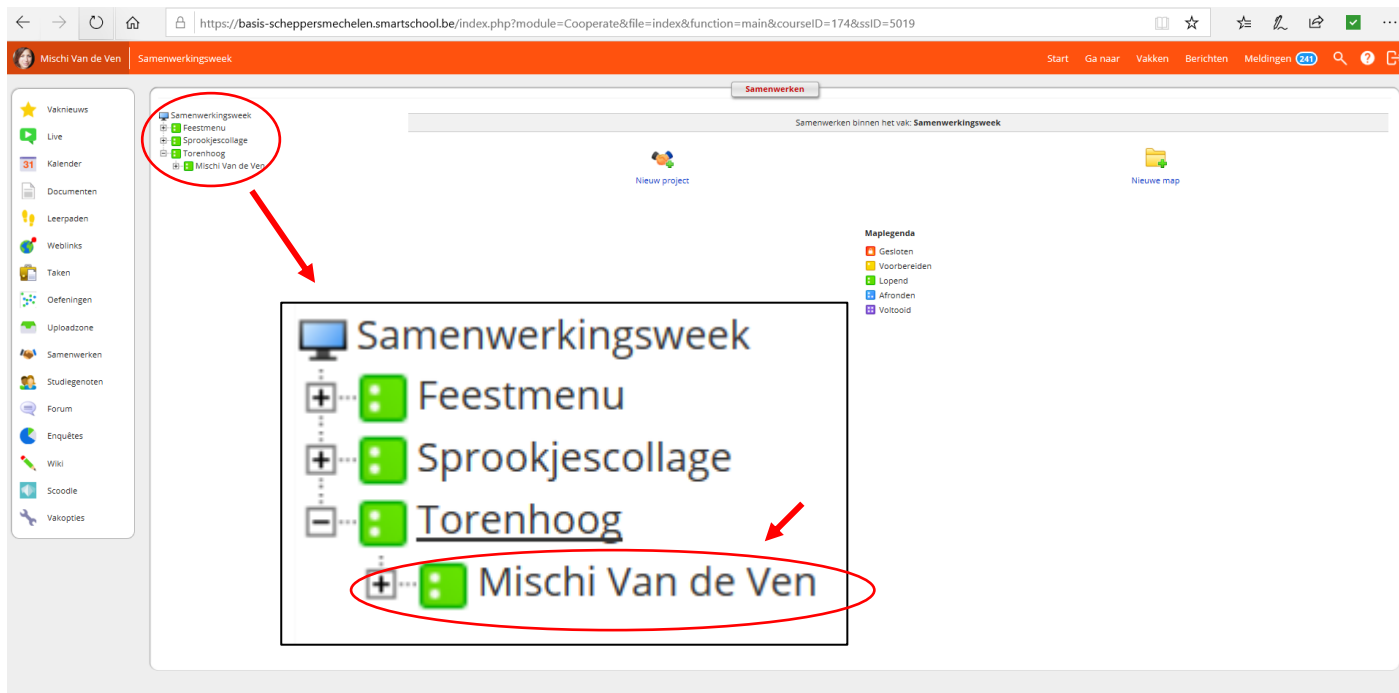 https://basis-scheppersmechelen.smartschool.be/index.php?module=Cooperate&file=index&function=main&courseID=174&ssID=5019
Mischi Van de Ven
Samenwerkingsweek
Start
Ga naar
Vakken
Berichten
Meldingen 241
?
Samenwerken
Vaknieuws
Live
31 Kalender
Documenten
Leerpaden
Weblinks
Taken
Oefeningen
Uploadzone
Samenwerken
Studiegenoten
Forum
Enquêtes
Wiki
Scoodle
Vakopties
Samenwerkingsweek
Feestmenu
Sprookjescollage
Torenhoog
Mischi Van de Ven
Samenwerken binnen het vak: Samenwerkingsweek
Nieuw project
Nieuwe map
Maplegenda
Gesloten
Voorbereiden
Lopend
Afronden
Voltooid
Samenwerkingsweek
Feestmenu
Sprookjescollage
Torenhoog
Mischi Van de Ven